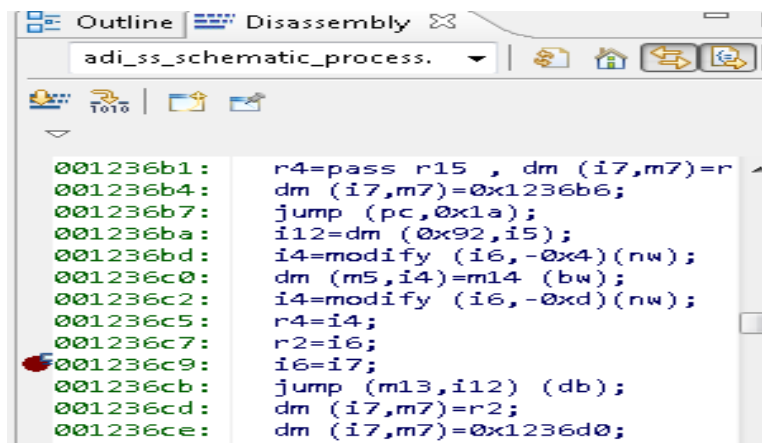 Outline Disassembly
adi_ss_schematic_process.
1010
001236b1: r4=pass r15 , dm (i7,m7)=r
001236b4: dm (i7,m7)=0x1236b6;
001236b7: jump (pc,0x1a);
001236ba: i12=dm (0x92,i5);
001236bd: i4=modify (i6,-0x4)(nw);
001236c0: dm (m5,i4)=m14 (bw);
001236c2: i4=modify (i6,-0xd)(nw);
001236c5: r4=i4;
001236c7: r2=i6;
001236c9: i6=i7;
001236cb: jump (m13,i12) (db);
001236cd: dm (i7,m7)=r2;
001236ce: dm (i7,m7)=0x1236d0;